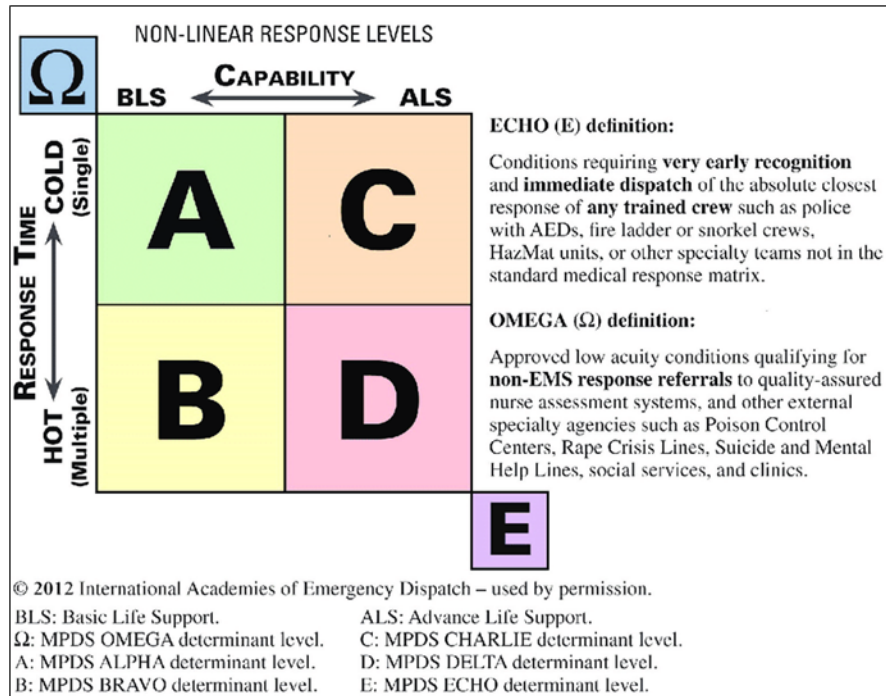 NON-LINEAR RESPONSE LEVELS
Ω
CAPABILITY
BLS
ALS
RESPONSE TIME
COLD
(Single)
HOT
(Multiple)
A
C
B
D
E
ECHO (E) definition:
Conditions requiring very early recognition
and immediate dispatch of the absolute closest
response of any trained crew such as police
with AEDs, fire ladder or snorkel crews,
HazMat units, or other specialty teams not in the
standard medical response matrix.
OMEGA (Ω) definition:
Approved low acuity conditions qualifying for
non-EMS response referrals to quality-assured
nurse assessment systems, and other external
specialty agencies such as Poison Control
Centers, Rape Crisis Lines, Suicide and Mental
Help Lines, social services, and clinics.
© 2012 International Academies of Emergency Dispatch – used by permission.
BLS: Basic Life Support.
Ω: MPDS OMEGA determinant level.
A: MPDS ALPHA determinant level.
B: MPDS BRAVO determinant level.
ALS: Advance Life Support.
C: MPDS CHARLIE determinant level.
D: MPDS DELTA determinant level.
E: MPDS ECHO determinant level.